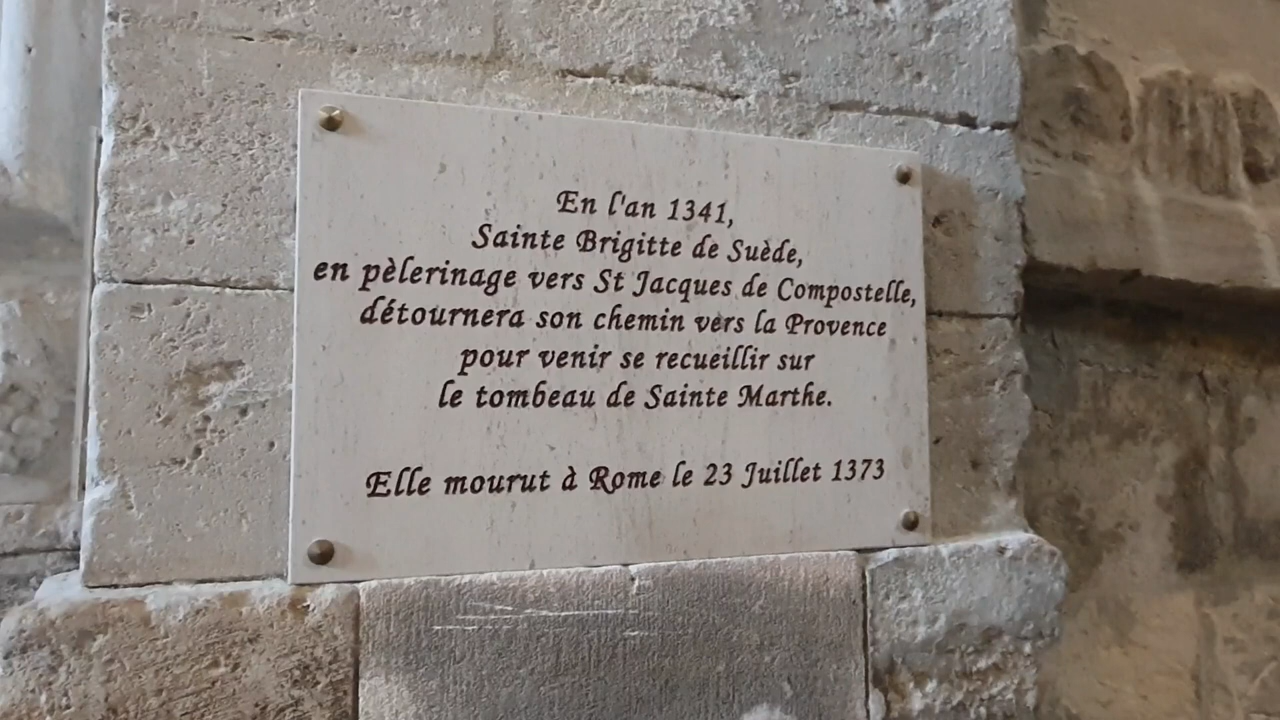 En l'an 1341,
Sainte Brigitte de Suède,
en pèlerinage vers St Jacques de Compostelle,
détournera son chemin vers la Provence
pour venir se recueillir sur
le tombeau de Sainte Marthe.
Elle mourut à Rome le 23 Juillet 1373